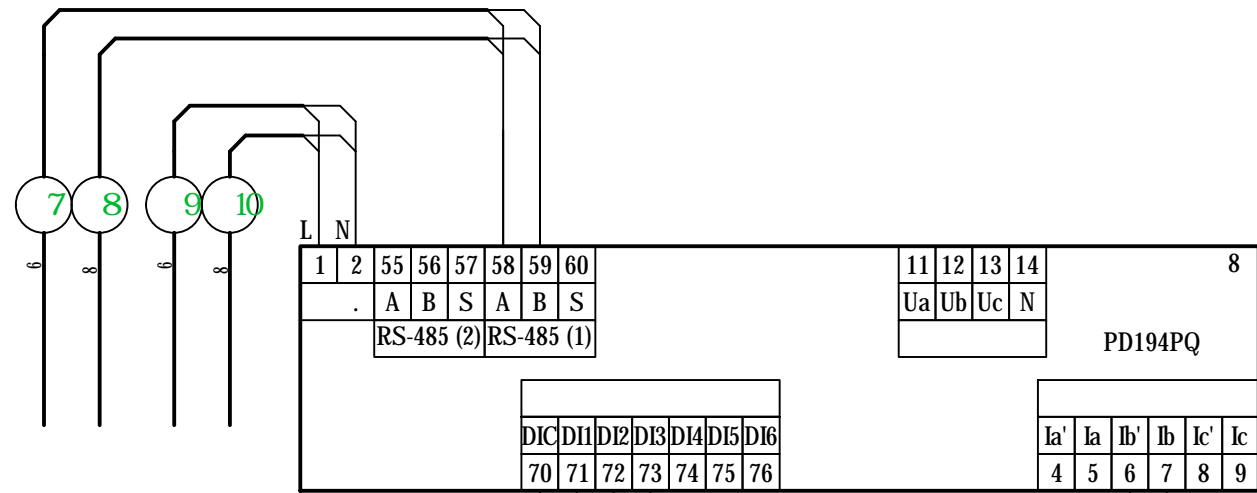 7 8 9 10
L N
6 8 6 8
1 2 55 56 57 58 59 60 11 12 13 14 8
. A B S A B S Ua Ub Uc N
RS-485 (2) RS-485 (1)
PD194PQ
DIC DI1 DI2 DI3 DI4 DI5 DI6 Ia' Ia Ib' Ib Ic' Ic
70 71 72 73 74 75 76 4 5 6 7 8 9